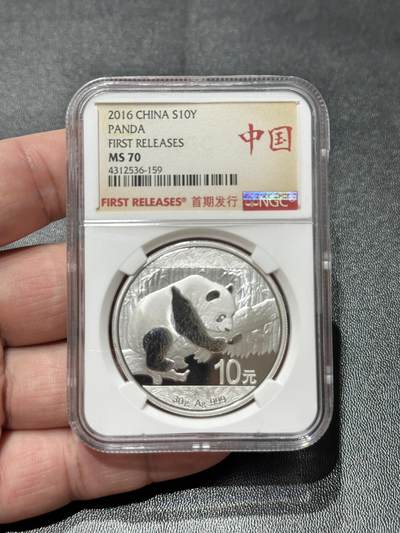 2016 CHINA S10Y
PANDA
FIRST RELEASES
MS 70
4312536-159
中国
FIRST RELEASES® 首期发行
NGC
10元
30g Ag .999